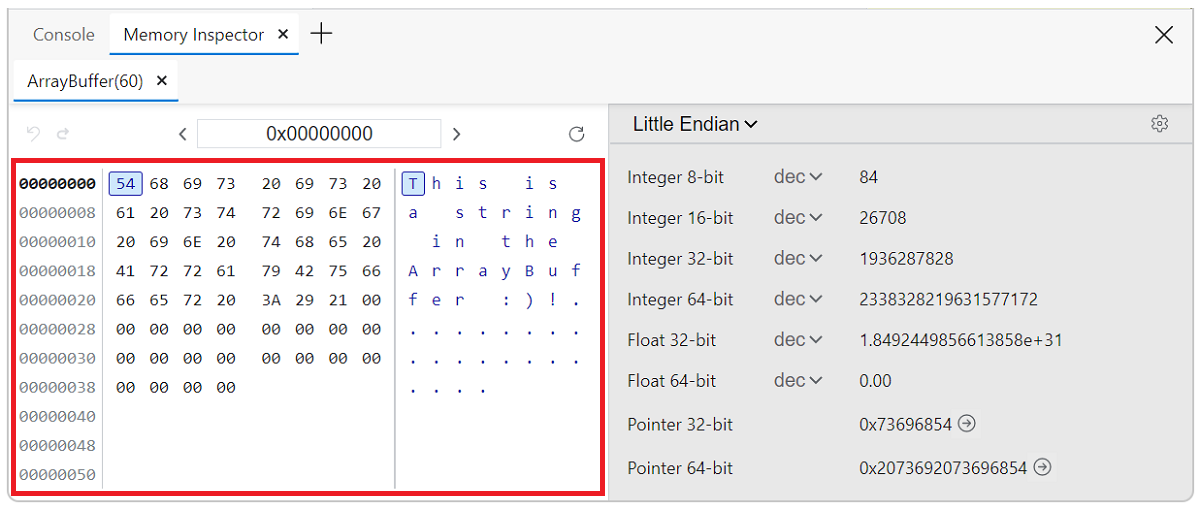 Console Memory Inspector × +
ArrayBuffer(60) ×
0x00000000
Little Endian
00000000 54 68 69 73 20 69 73 20 T h i s i s
00000008 61 20 73 74 72 69 6E 67 a s t r i n g
00000010 20 69 6E 20 74 68 65 20 i n t h e
00000018 41 72 72 61 79 42 75 66 A r r a y B u f
00000020 66 65 72 20 3A 29 21 00 f e r : ) ! .
00000028 00 00 00 00 00 00 00 00 . . . . . . . .
00000030 00 00 00 00 00 00 00 00 . . . . . . . .
00000038 00 00 00 00 . . . .
00000040
00000048
00000050
Integer 8-bit dec 84
Integer 16-bit dec 26708
Integer 32-bit dec 1936287828
Integer 64-bit dec 2338328219631577172
Float 32-bit dec 1.8492449856613858e+31
Float 64-bit dec 0.00
Pointer 32-bit 0x73696854
Pointer 64-bit 0x2073692073696854